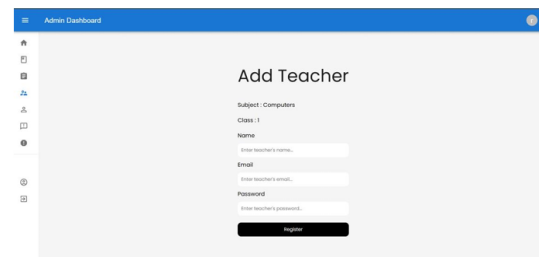 Admin Dashboard
Add Teacher
Subject : Computers
Class : 1
Name
Enter teacher's name...
Email
Enter teacher's email...
Password
Enter teacher's password...
Register